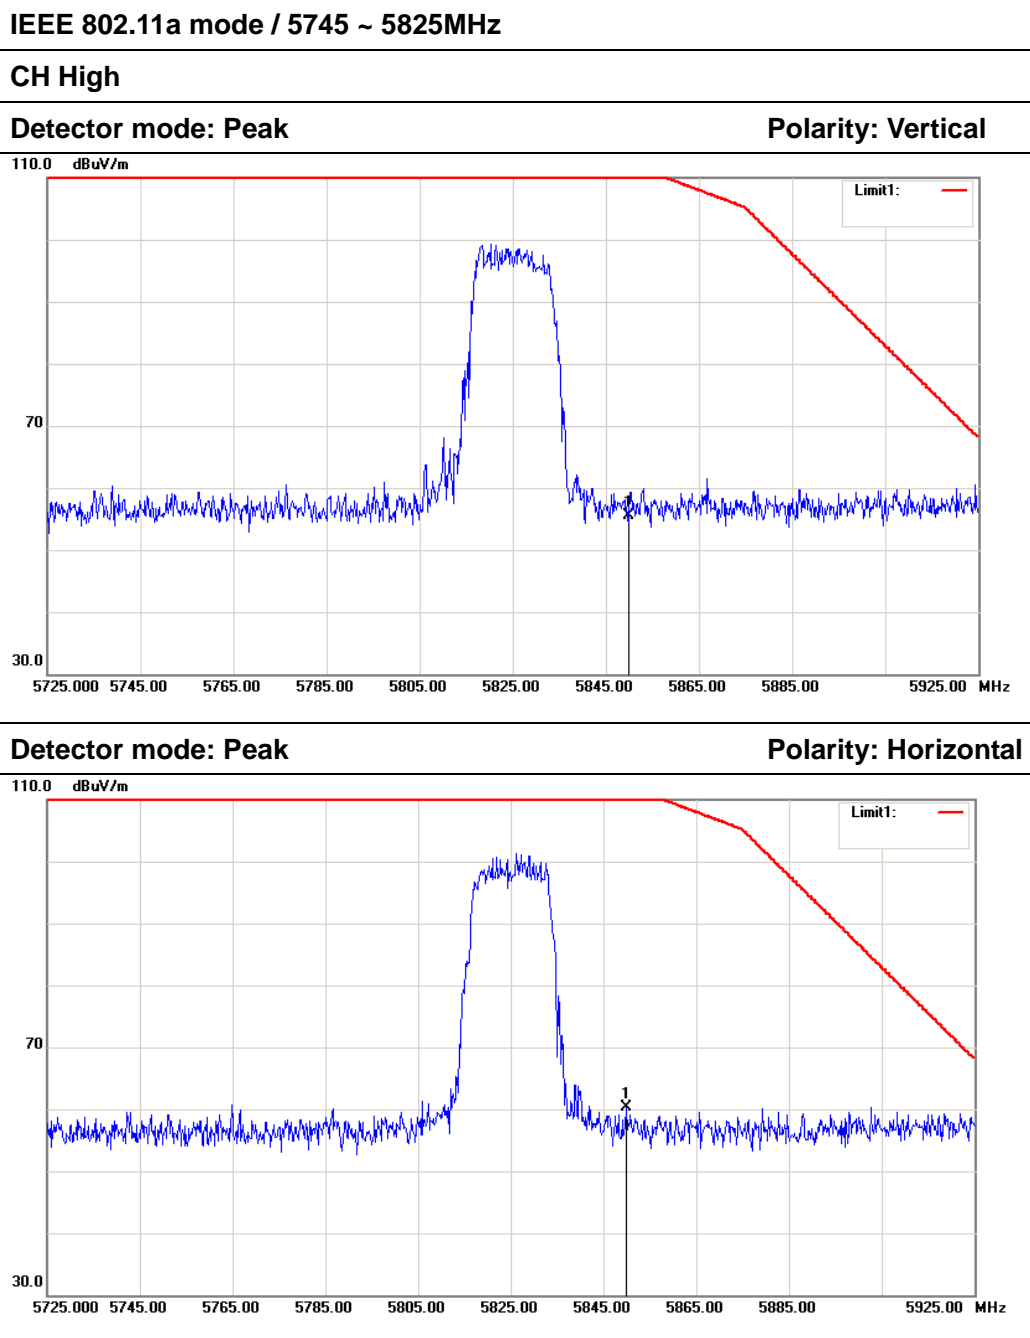 IEEE 802.11a mode / 5745 ~ 5825MHz
CH High
Detector mode: Peak Polarity: Vertical
110.0 dBuV/m
Limit1:
70
1
30.0
5725.000 5745.00 5765.00 5785.00 5805.00 5825.00 5845.00 5865.00 5885.00 5925.00 MHz
Detector mode: Peak Polarity: Horizontal
110.0 dBuV/m
Limit1:
70
1
30.0
5725.000 5745.00 5765.00 5785.00 5805.00 5825.00 5845.00 5865.00 5885.00 5925.00 MHz